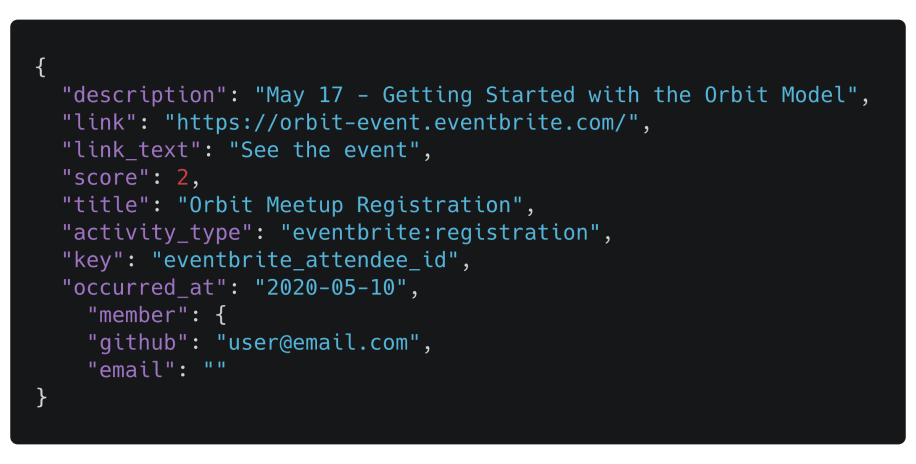 {
  "description": "May 17 – Getting Started with the Orbit Model",
  "link": "https://orbit-event.eventbrite.com/",
  "link_text": "See the event",
  "score": 2,
  "title": "Orbit Meetup Registration",
  "activity_type": "eventbrite:registration",
  "key": "eventbrite_attendee_id",
  "occurred_at": "2020-05-10",
    "member": {
    "github": "user@email.com",
    "email": ""
}